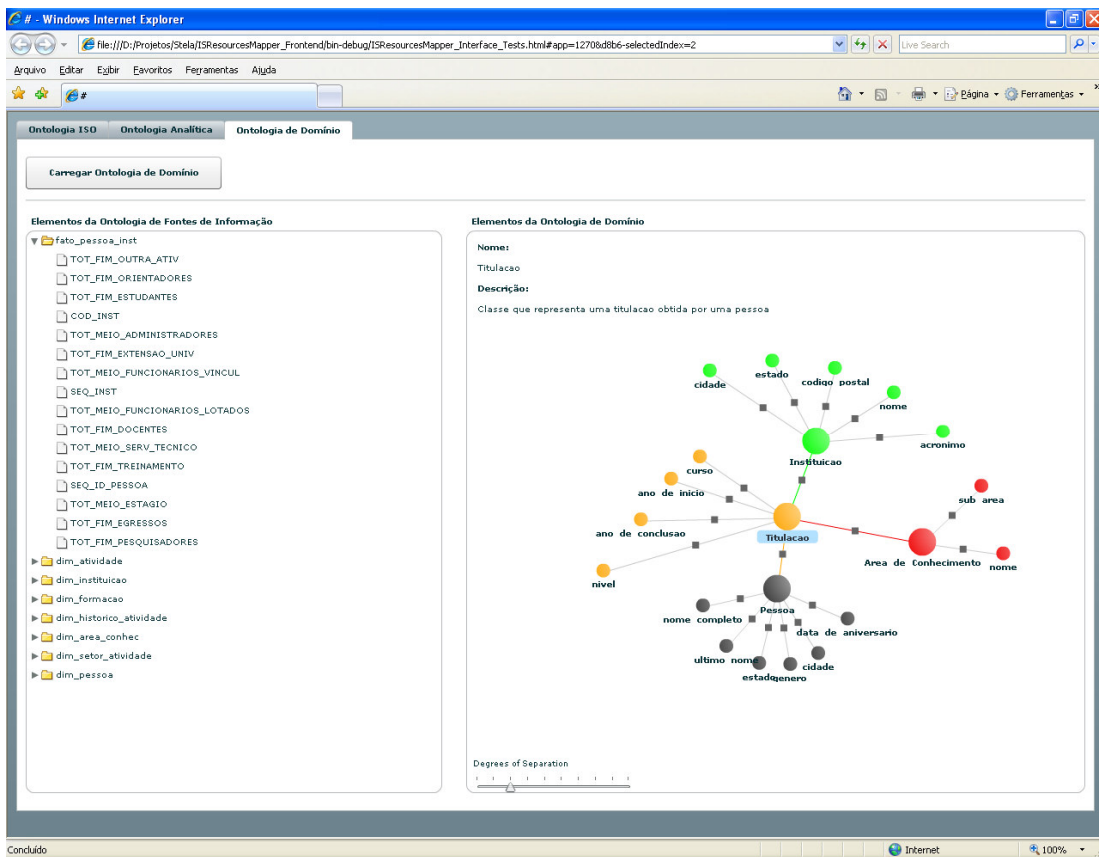 # - Windows Internet Explorer
file:///D:/Projetos/Stela/ISResourcesMapper_Frontend/bin-debug/ISResourcesMapper_Interface_Tests.html#app=1270&d8b6-selectedIndex=2
Live Search
Arquivo Editar Exibir Favoritos Ferramentas Ajuda
#
Página Ferramentas
Ontologia ISO Ontologia Analítica Ontologia de Domínio
Carregar Ontologia de Domínio
Elementos da Ontologia de Fontes de Informação
fato_pessoa_inst
TOT_FIM_OUTRA_ATIV
TOT_FIM_ORIENTADORES
TOT_FIM_ESTUDANTES
COD_INST
TOT_MEIO_ADMINISTRADORES
TOT_FIM_EXTENSAO_UNIV
TOT_MEIO_FUNCIONARIOS_VINCUL
SEQ_INST
TOT_MEIO_FUNCIONARIOS_LOTADOS
TOT_FIM_DOCENTES
TOT_MEIO_SERV_TECNICO
TOT_FIM_TREINAMENTO
SEQ_ID_PESSOA
TOT_MEIO_ESTAGIO
TOT_FIM_EGRESSOS
TOT_FIM_PESQUISADORES
dim_atividade
dim_instituicao
dim_formacao
dim_historico_atividade
dim_area_conhec
dim_setor_atividade
dim_pessoa
Elementos da Ontologia de Domínio
Nome:
Titulacao
Descrição:
Classe que representa uma titulacao obtida por uma pessoa
estado
cidade
codigo postal
nome
acronimo
Instituicao
curso
ano de inicio
sub area
ano de conclusao
Titulacao
Area de Conhecimento
nome
nivel
Pessoa
nome completo
data de aniversario
ultimo nome
cidade
estado
genero
Degrees of Separation
Concluído
Internet
100%